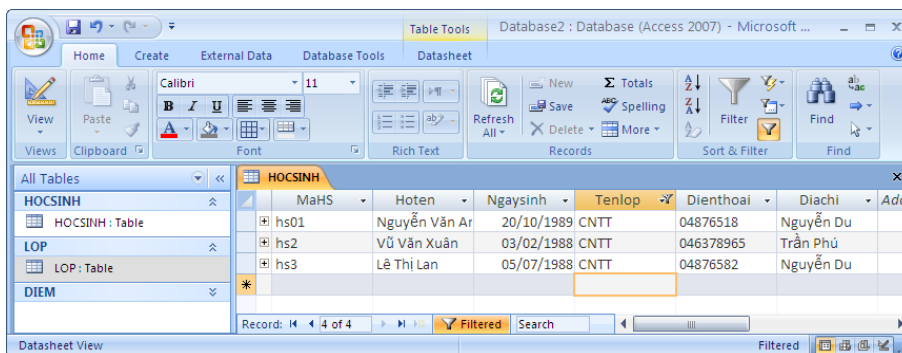 Table Tools Database2 : Database (Access 2007) - Microsoft ...
Home Create External Data Database Tools Datasheet
Calibri 11 New Σ Totals
View Paste B I U Refresh All Save Spelling Filter Find
A ab Delete More
Views Clipboard Font Rich Text Records Sort & Filter Find
All Tables « HOCSINH x
HOCSINH MaHS Hoten Ngaysinh Tenlop Dienthoai Diachi Add
HOCSINH : Table hs01 Nguyễn Văn An 20/10/1989 CNTT 04876518 Nguyễn Du
LOP hs2 Vũ Văn Xuân 03/02/1988 CNTT 046378965 Trần Phú
LOP : Table hs3 Lê Thị Lan 05/07/1988 CNTT 04876582 Nguyễn Du
DIEM *
Record: 4 of 4 Filtered Search
Datasheet View Filtered